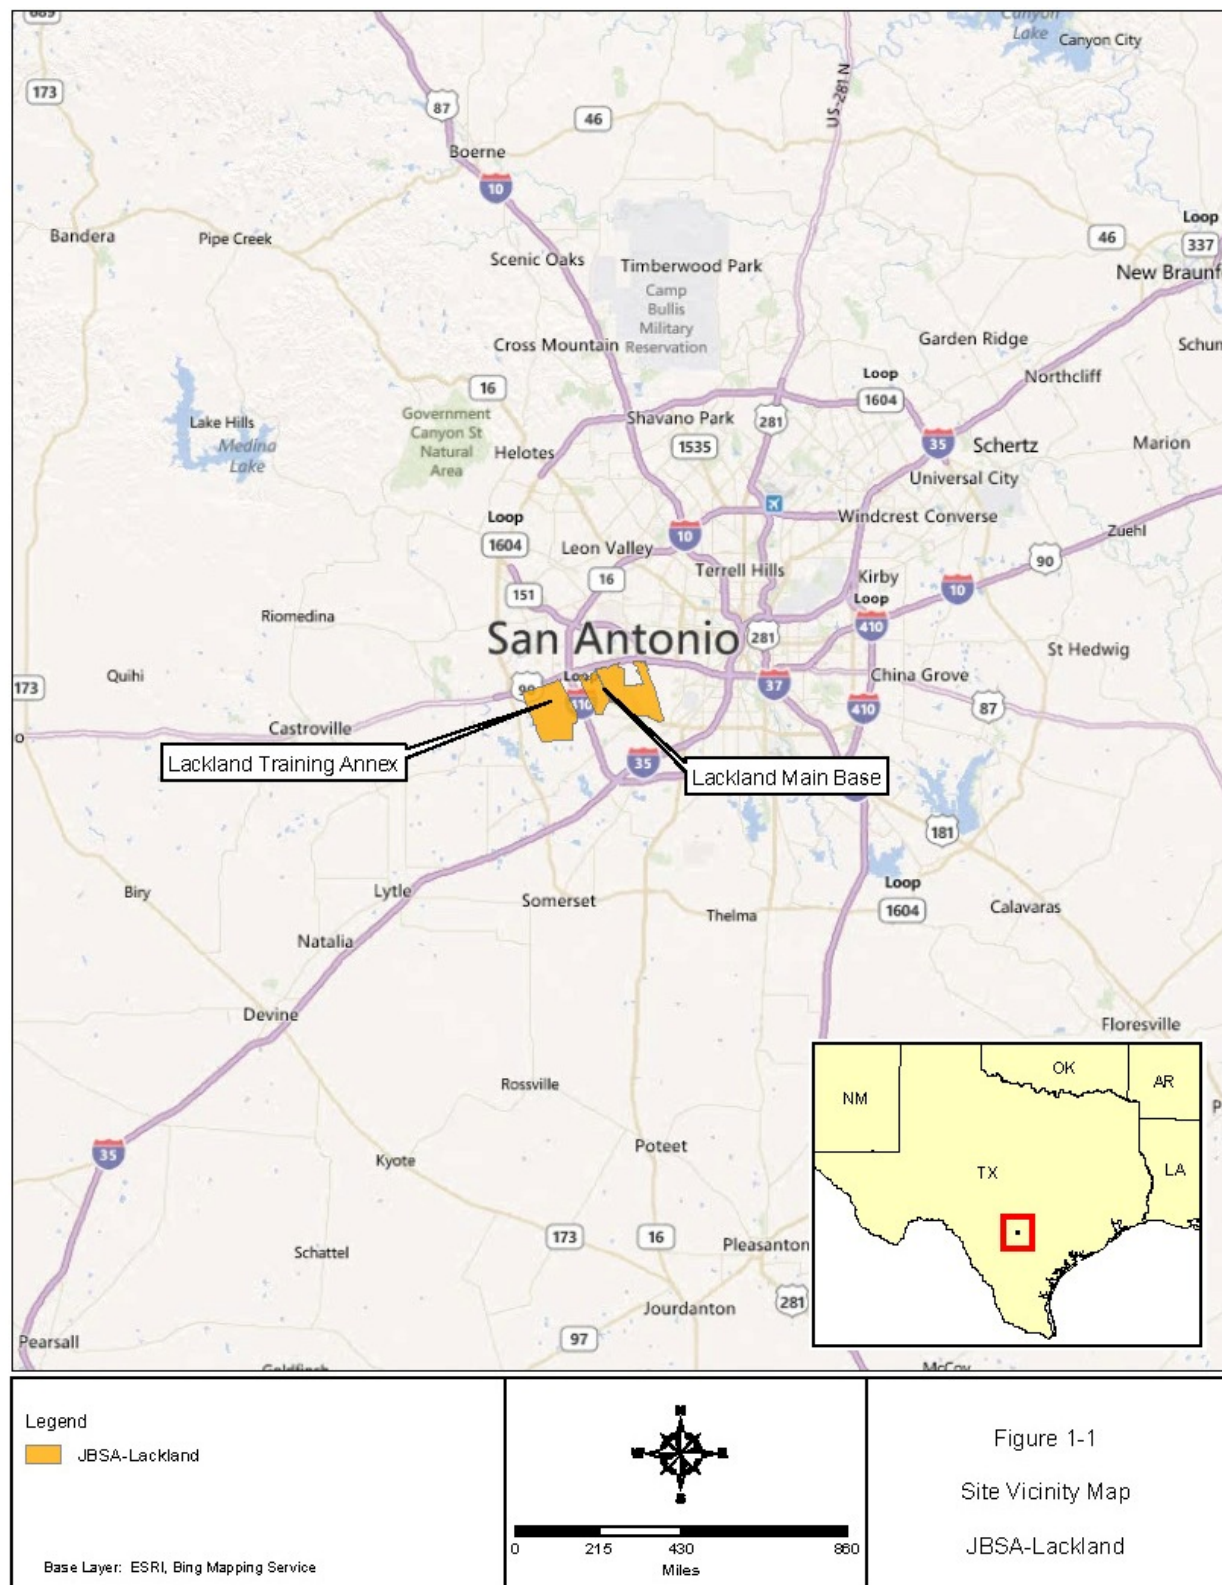 Canyon
Lake
Canyon City
173
87
46
US-281 N
Boerne
10
Loop
337
46
Bandera
Pipe Creek
Scenic Oaks
Timberwood Park
Camp
Bullis
Military
Reservation
New Braunf
Garden Ridge
Cross Mountain
Schun
Northcliff
Loop
1604
16
Government
Canyon St
Natural
Area
Shavano Park
281
Lake Hills
Medina
Lake
1535
35
Schertz
Marion
Helotes
Universal City
Loop
1604
Windcrest
Converse
10
Zuehl
Leon Valley
90
Terrell Hills
16
Kirby
10
151
Loop
410
Riomedina
San Antonio
281
St Hedwig
Quihi
173
China Grove
37
410
87
Castroville
Lackland Training Annex
35
Lackland Main Base
181
Biry
Lytle
Somerset
Loop
1604
Thelma
Calavaras
Natalia
Devine
Floresville
Rossville
Poteet
35
Kyote
173
16
Pleasanton
Schattel
Jourdanton
281
97
Pearsall
McCoy
NM
OK
AR
TX
LA
Legend
JBSA-Lackland
Base Layer: ESRI, Bing Mapping Service
N
S
0 215 430 860
Miles
Figure 1-1
Site Vicinity Map
JBSA-Lackland